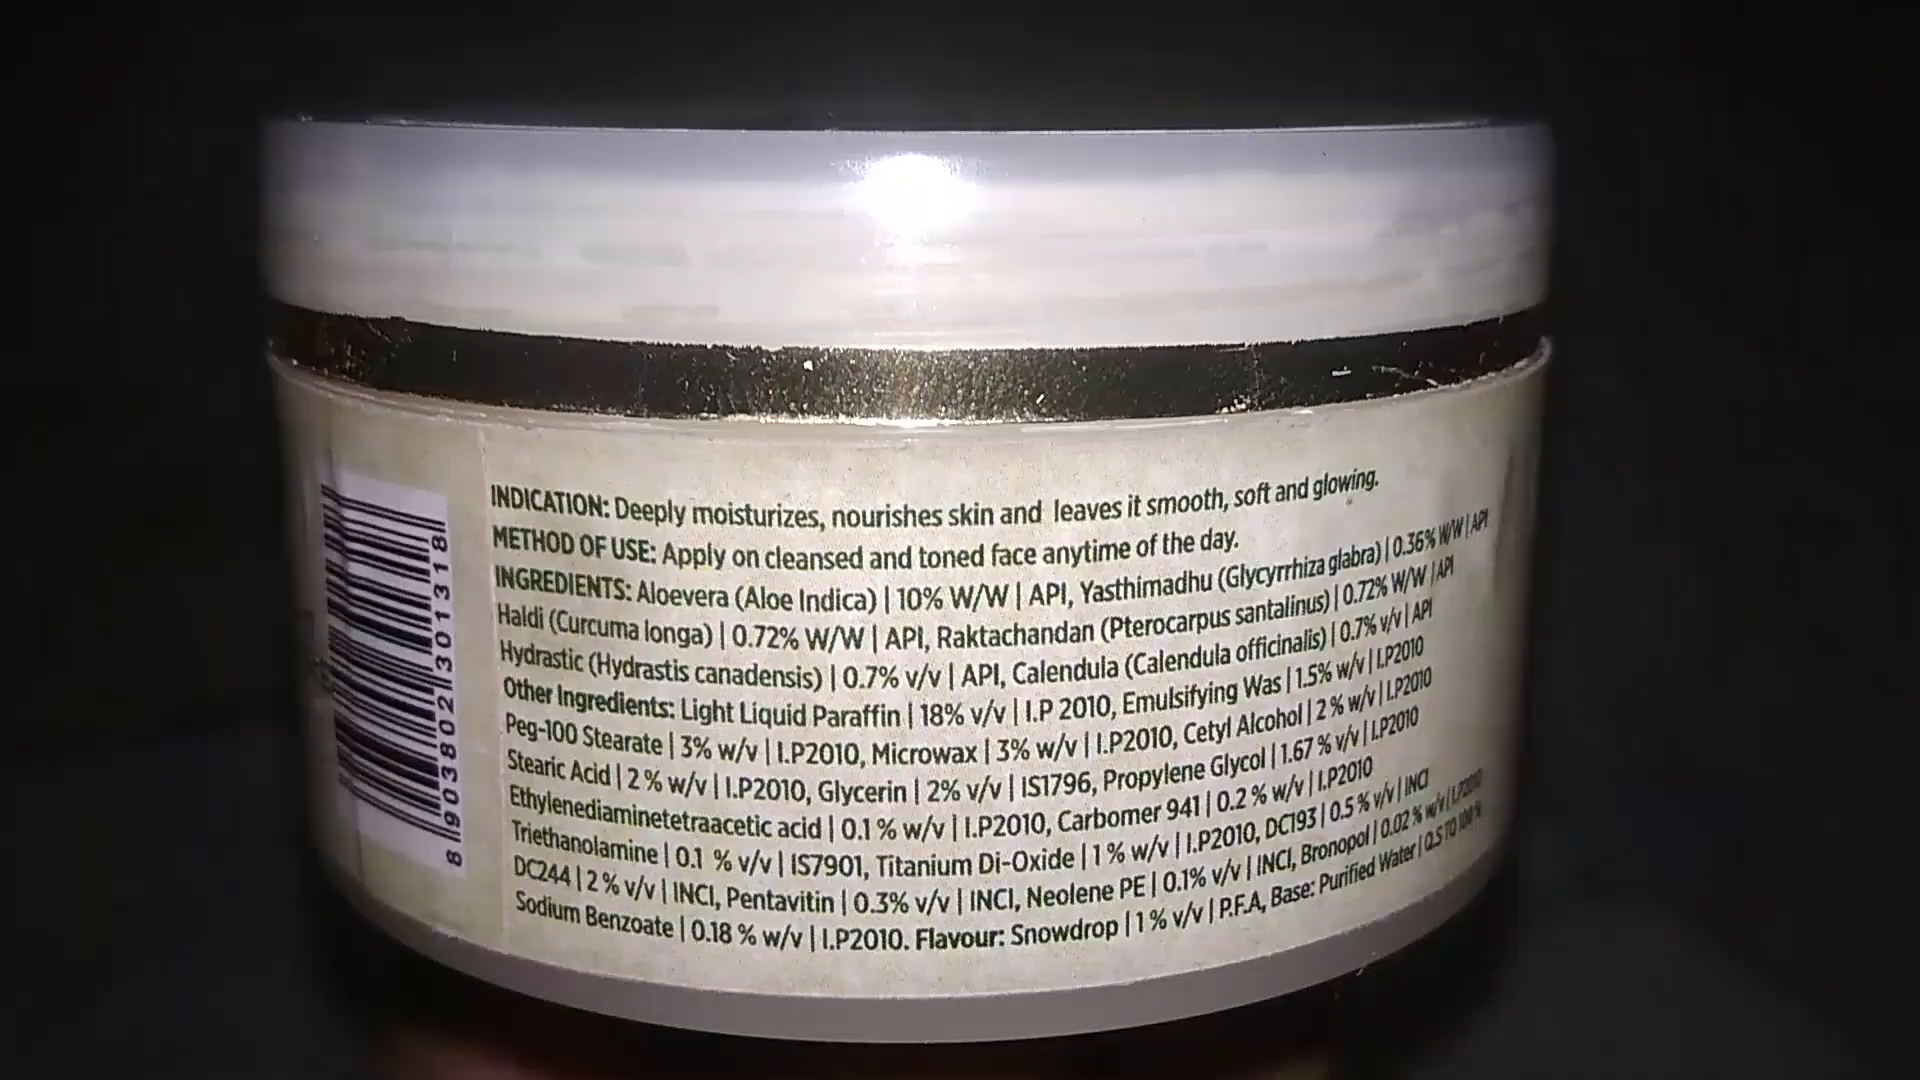 INDICATION: Deeply moisturizes, nourishes skin and leaves it smooth, soft and glowing.
METHOD OF USE: Apply on cleansed and toned face anytime of the day.
INGREDIENTS: Aloevera (Aloe Indica) | 10% W/W | API, Yasthimadhu (Glycyrrhiza glabra) | 0.36% W/W | API
Haldi (Curcuma longa) | 0.72% W/W | API, Raktachandan (Pterocarpus santalinus) | 0.72% W/W | API
Hydrastic (Hydrastis canadensis) | 0.7% v/v | API, Calendula (Calendula officinalis) | 0.7% v/v | API
Other Ingredients: Light Liquid Paraffin | 18% v/v | I.P 2010, Emulsifying Was | 1.5% w/v | I.P2010
Peg-100 Stearate | 3% w/v | I.P2010, Microwax | 3% w/v | I.P2010, Cetyl Alcohol | 2 % w/v | I.P2010
Stearic Acid | 2 % w/v | I.P2010, Glycerin | 2% v/v | IS1796, Propylene Glycol | 1.67 % v/v | I.P2010
Ethylenediaminetetraacetic acid | 0.1 % w/v | I.P2010, Carbomer 941 | 0.2 % w/v | I.P2010
Triethanolamine | 0.1 % v/v | IS7901, Titanium Di-Oxide | 1 % w/v | I.P2010, DC193 | 0.5 % v/v | INCI
DC244 | 2 % v/v | INCI, Pentavitin | 0.3% v/v | INCI, Neolene PE | 0.1% v/v | INCI, Bronopol | 0.02 % w/v | I.P2010
Sodium Benzoate | 0.18 % w/v | I.P2010. Flavour: Snowdrop | 1 % v/v | P.F.A, Base: Purified Water | Q.S TO 100 %
8 903802 301318